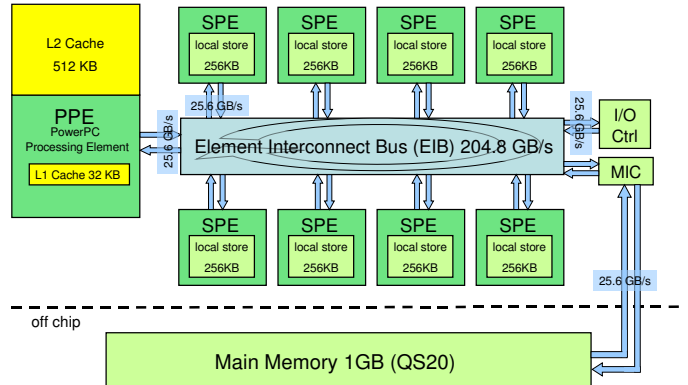 L2 Cache
512 KB
PPE
PowerPC
Processing Element
L1 Cache 32 KB
25.6 GB/s
25.6 GB/s
SPE
local store
256KB
SPE
local store
256KB
SPE
local store
256KB
SPE
local store
256KB
25.6 GB/s
Element Interconnect Bus (EIB) 204.8 GB/s
25.6 GB/s
I/O
Ctrl
MIC
SPE
local store
256KB
SPE
local store
256KB
SPE
local store
256KB
SPE
local store
256KB
25.6 GB/s
off chip
Main Memory 1GB (QS20)